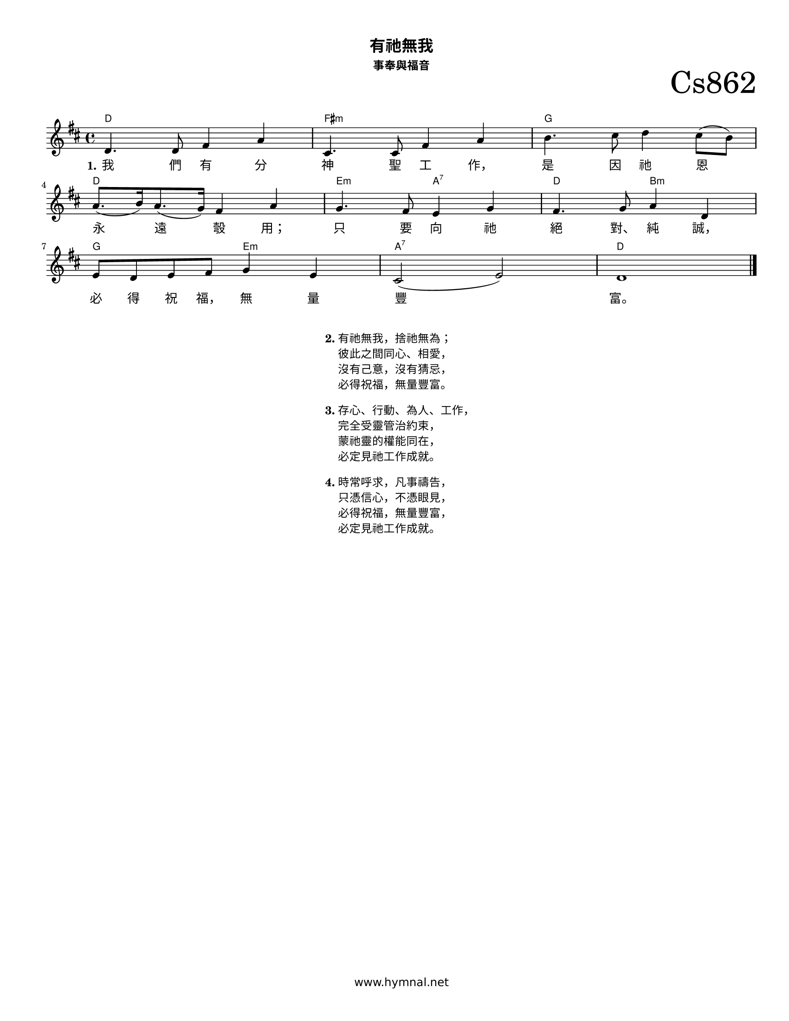 有祂無我
事奉與福音
Cs862
D F♯m G
1. 我 們 有 分 神 聖 工 作， 是 因 祂 恩
4 D Em A7 D Bm
永 遠 彀 用； 只 要 向 祂 絕 對、 純 誠，
7 G Em A7 D
必 得 祝 福， 無 量 豐 富。
2. 有祂無我，捨祂無為；
彼此之間同心、相愛，
沒有己意，沒有猜忌，
必得祝福，無量豐富。
3. 存心、行動、為人、工作，
完全受靈管治約束，
蒙祂靈的權能同在，
必定見祂工作成就。
4. 時常呼求，凡事禱告，
只憑信心，不憑眼見，
必得祝福，無量豐富，
必定見祂工作成就。
www.hymnal.net